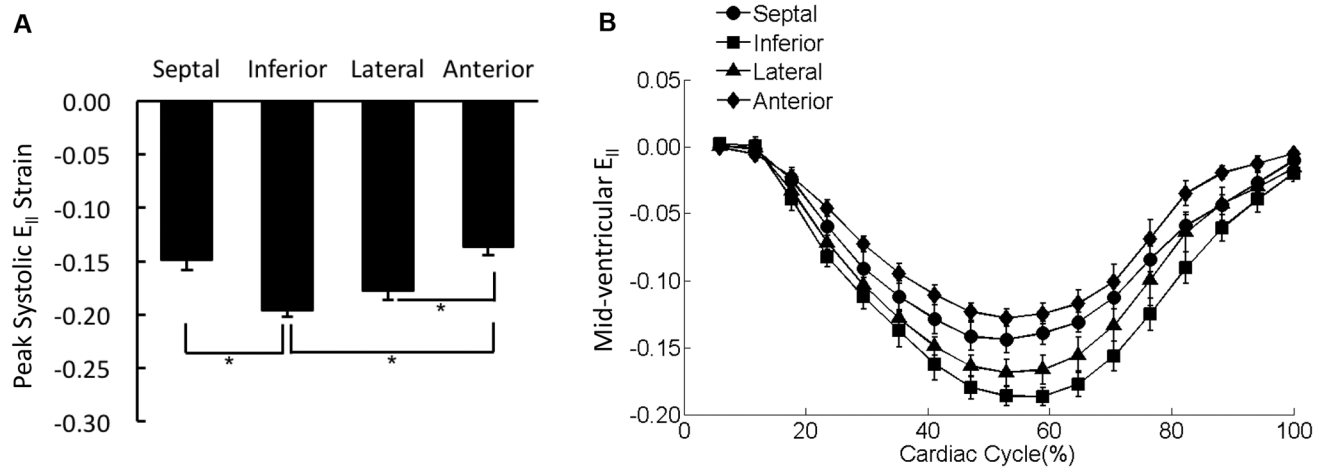 A
Septal Inferior Lateral Anterior
0.00
-0.05
-0.10
-0.15
-0.20
-0.25
-0.30
Peak Systolic E_II Strain
*
*
*
B
Septal
Inferior
Lateral
Anterior
0.05
0.00
-0.05
-0.10
-0.15
-0.20
Mid-ventricular E_II
0 20 40 60 80 100
Cardiac Cycle(%)